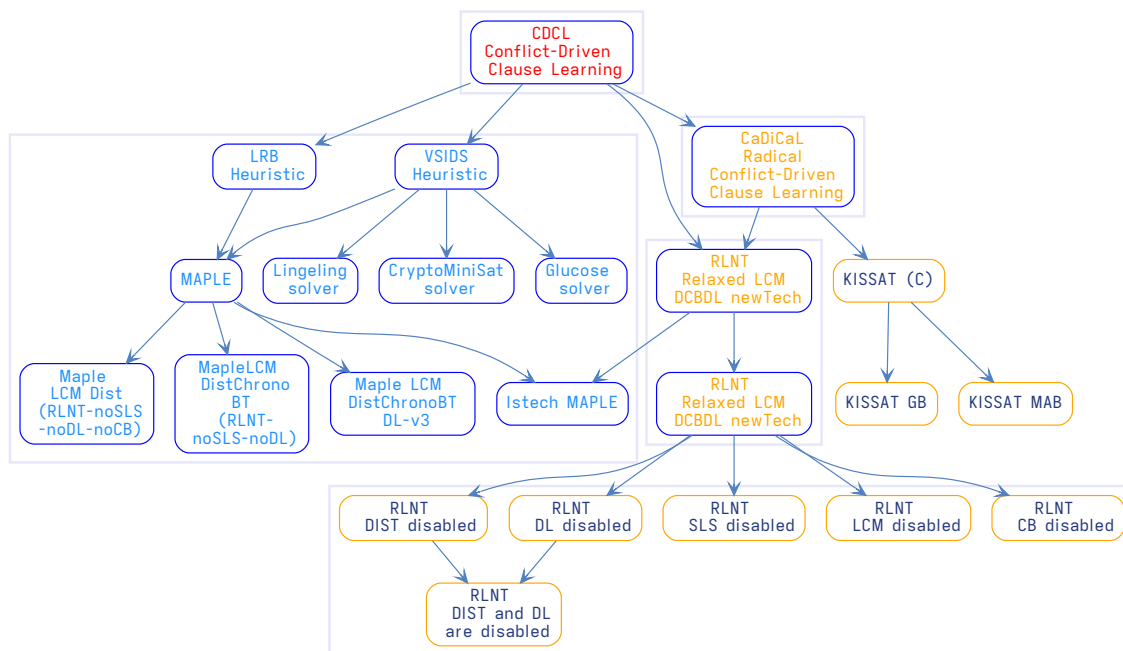 CDCL
Conflict-Driven
Clause Learning
LRB
Heuristic
VSIDS
Heuristic
CaDiCaL
Radical
Conflict-Driven
Clause Learning
MAPLE
Lingeling
solver
CryptoMiniSat
solver
Glucose
solver
RLNT
Relaxed LCM
DCBDL newTech
KISSAT (C)
Maple
LCM Dist
(RLNT-noSLS
-noDL-noCB)
MapleLCM
DistChrono
BT
(RLNT-
noSLS-noDL)
Maple LCM
DistChronoBT
DL-v3
Istech MAPLE
RLNT
Relaxed LCM
DCBDL newTech
KISSAT GB
KISSAT MAB
RLNT
DIST disabled
RLNT
DL disabled
RLNT
SLS disabled
RLNT
LCM disabled
RLNT
CB disabled
RLNT
DIST and DL
are disabled